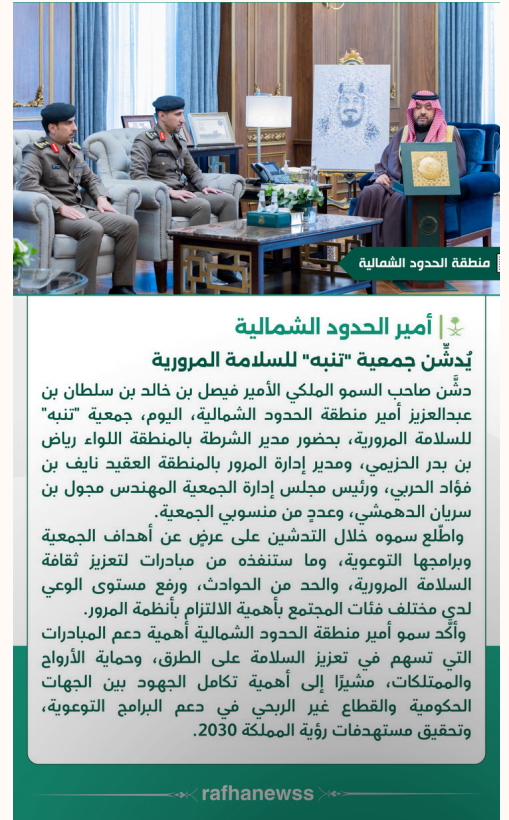 منطقة الحدود الشمالية
| أمير الحدود الشمالية
يُدشِّن جمعية "تنبه" للسلامة المرورية
دشَّن صاحب السمو الملكي الأمير فيصل بن خالد بن سلطان بن
عبدالعزيز أمير منطقة الحدود الشمالية، اليوم، جمعية "تنبه"
للسلامة المرورية، بحضور مدير الشرطة بالمنطقة اللواء رياض
بن بدر الحزيمي، ومدير إدارة المرور بالمنطقة العقيد نايف بن
فؤاد الحربي، ورئيس مجلس إدارة الجمعية المهندس مجول بن
سريان الدهمشي، وعددٍ من منسوبي الجمعية.
واطّلع سموه خلال التدشين على عرضٍ عن أهداف الجمعية
وبرامجها التوعوية، وما ستنفذه من مبادرات لتعزيز ثقافة
السلامة المرورية، والحد من الحوادث، ورفع مستوى الوعي
لدى مختلف فئات المجتمع بأهمية الالتزام بأنظمة المرور.
وأكَّد سمو أمير منطقة الحدود الشمالية أهمية دعم المبادرات
التي تسهم في تعزيز السلامة على الطرق، وحماية الأرواح
والممتلكات، مشيرًا إلى أهمية تكامل الجهود بين الجهات
الحكومية والقطاع غير الربحي في دعم البرامج التوعوية،
وتحقيق مستهدفات رؤية المملكة 2030.
rafhanewss